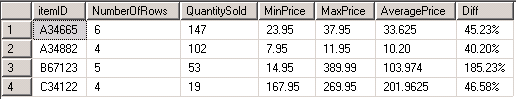 itemID NumberOfRows QuantitySold MinPrice MaxPrice AveragePrice Diff
1 A34665 6 147 23.95 37.95 33.625 45.23%
2 A34882 4 102 7.95 11.95 10.20 40.20%
3 B67123 5 53 14.95 389.99 103.974 185.23%
4 C34122 4 19 167.95 269.95 201.9625 46.58%